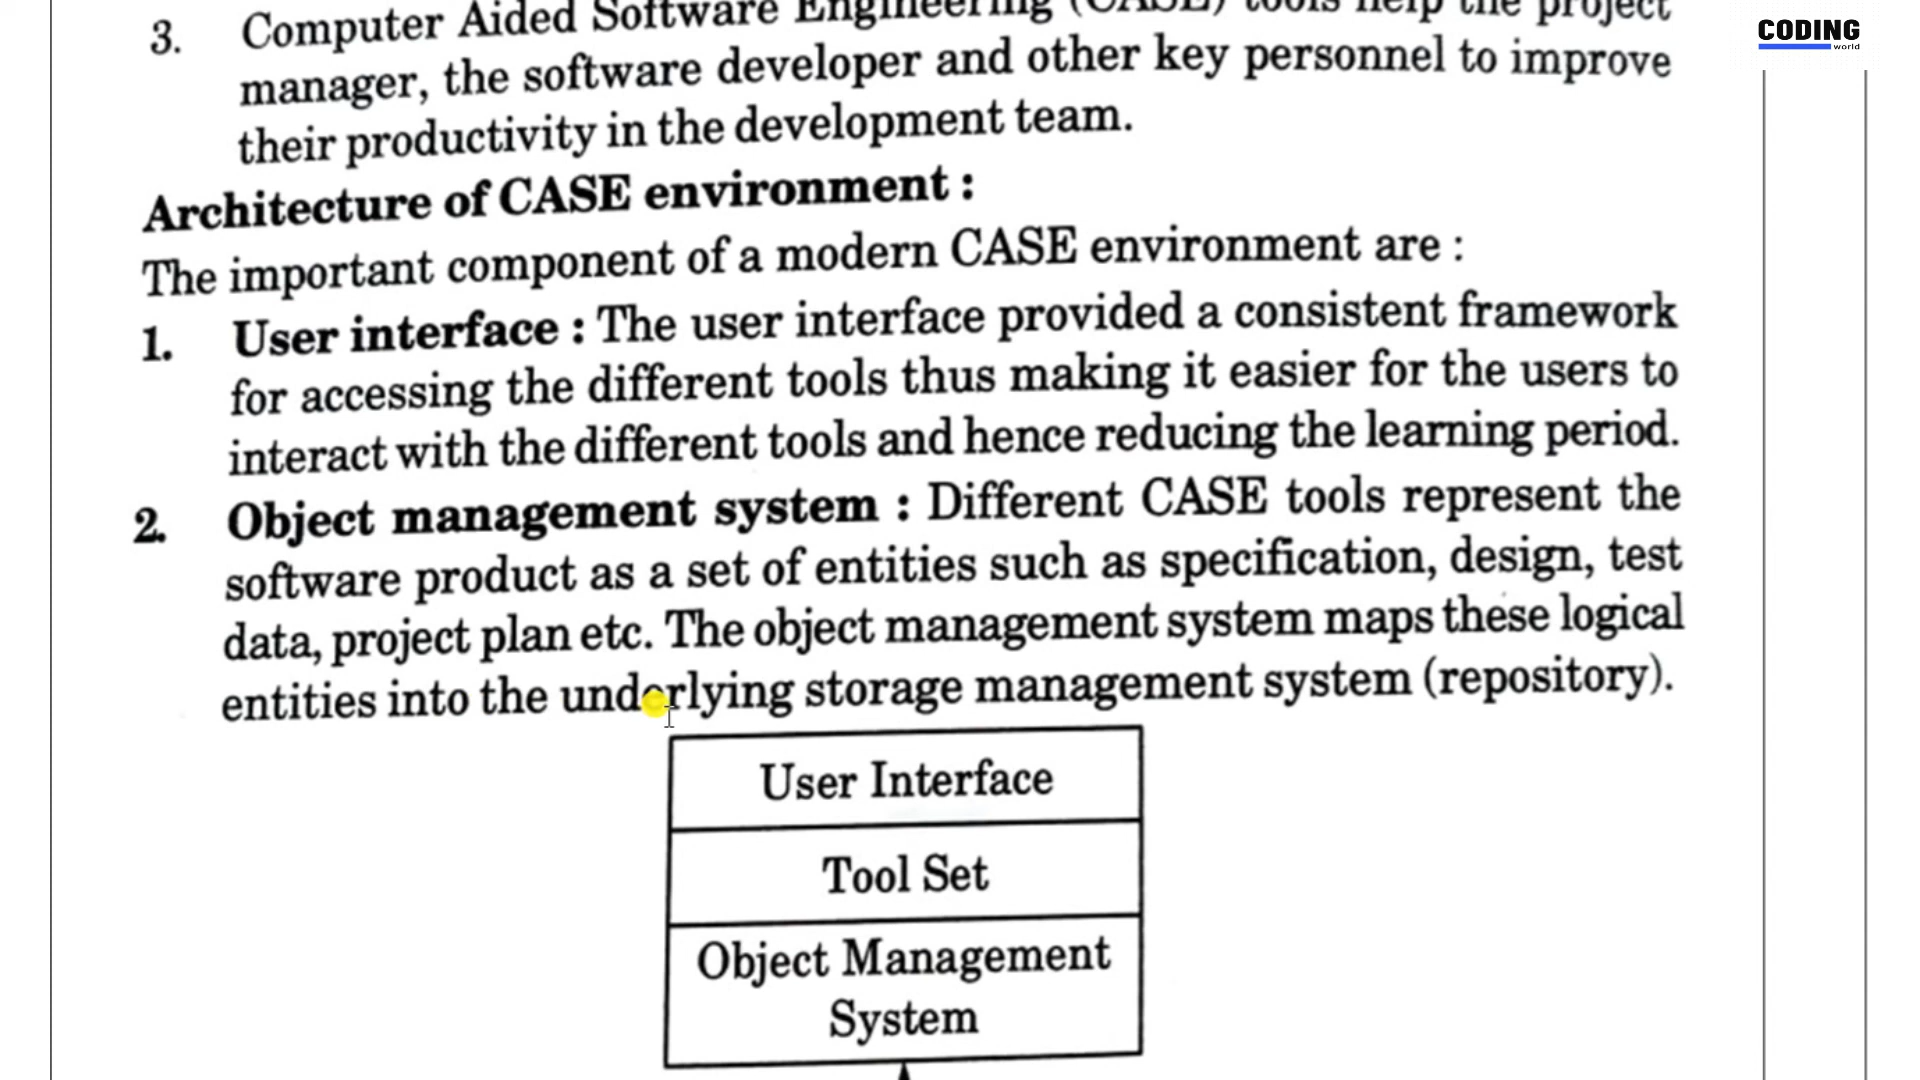 3. Computer Aided Software Engineering (CASE) tools help the project
manager, the software developer and other key personnel to improve
their productivity in the development team.
Architecture of CASE environment :
The important component of a modern CASE environment are :
1. User interface : The user interface provided a consistent framework
for accessing the different tools thus making it easier for the users to
interact with the different tools and hence reducing the learning period.
2. Object management system : Different CASE tools represent the
software product as a set of entities such as specification, design, test
data, project plan etc. The object management system maps these logical
entities into the underlying storage management system (repository).
User Interface
Tool Set
Object Management
System
CODING
world